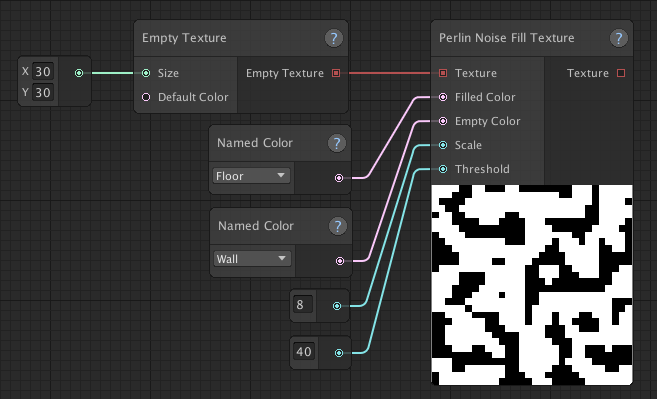 Empty Texture ?
X 30
Y 30
Size
Empty Texture
Default Color
Named Color ?
Floor
Named Color ?
Wall
8
40
Perlin Noise Fill Texture ?
Texture
Texture
Filled Color
Empty Color
Scale
Threshold